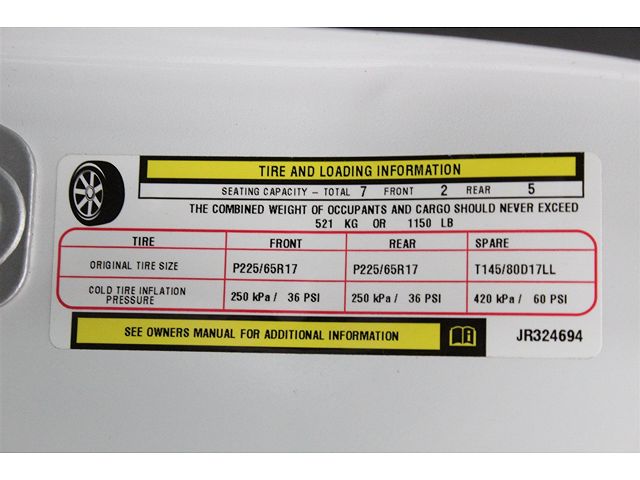 TIRE AND LOADING INFORMATION
SEATING CAPACITY – TOTAL 7 FRONT 2 REAR 5
THE COMBINED WEIGHT OF OCCUPANTS AND CARGO SHOULD NEVER EXCEED
521 KG OR 1150 LB
TIRE FRONT REAR SPARE
ORIGINAL TIRE SIZE P225/65R17 P225/65R17 T145/80D17LL
COLD TIRE INFLATION
PRESSURE 250 kPa / 36 PSI 250 kPa / 36 PSI 420 kPa / 60 PSI
SEE OWNERS MANUAL FOR ADDITIONAL INFORMATION JR324694